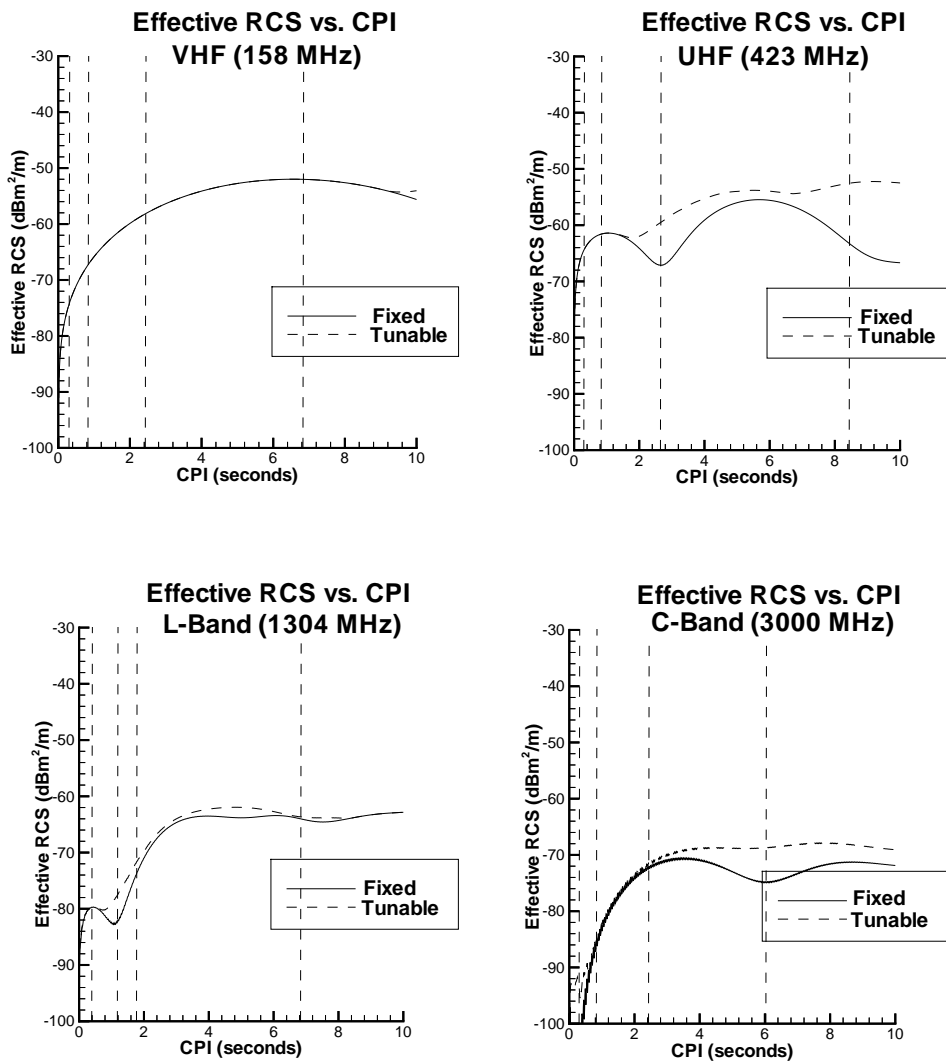 Effective RCS vs. CPI
VHF (158 MHz)
Effective RCS (dBm²/m)
-30
-40
-50
-60
-70
-80
-90
-100
0 2 4 6 8 10
CPI (seconds)
Fixed
Tunable
Effective RCS vs. CPI
UHF (423 MHz)
Effective RCS (dBm²/m)
-30
-40
-50
-60
-70
-80
-90
-100
0 2 4 6 8 10
CPI (seconds)
Fixed
Tunable
Effective RCS vs. CPI
L-Band (1304 MHz)
Effective RCS (dBm²/m)
-30
-40
-50
-60
-70
-80
-90
-100
0 2 4 6 8 10
CPI (seconds)
Fixed
Tunable
Effective RCS vs. CPI
C-Band (3000 MHz)
Effective RCS (dBm²/m)
-30
-40
-50
-60
-70
-80
-90
-100
0 2 4 6 8 10
CPI (seconds)
Fixed
Tunable